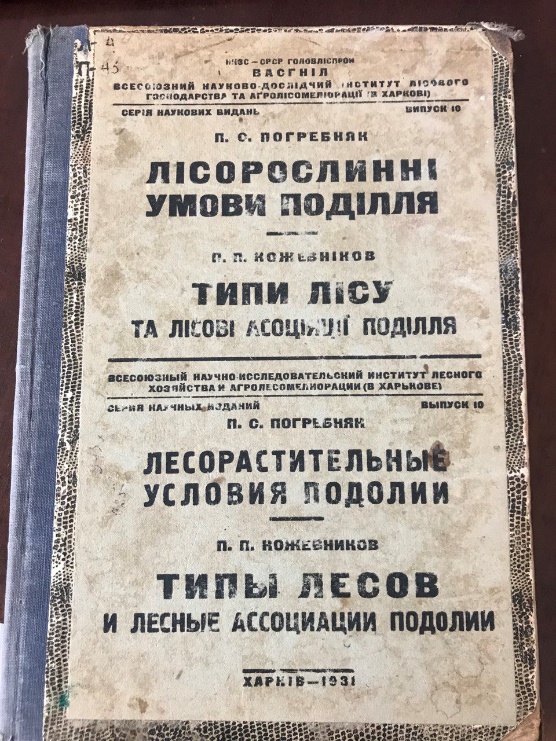 НКЗС – СРСР ГОЛОВЛІСПРОМ
ВАСГНІЛ
ВСЕСОЮЗНИЙ НАУКОВО-ДОСЛІДЧИЙ ІНСТИТУТ ЛІСОВОГО
ГОСПОДАРСТВА ТА АГРОЛІСОМЕЛІОРАЦІЇ (В ХАРКОВІ)
СЕРІЯ НАУКОВИХ ВИДАНЬ ВИПУСК 10
П. С. ПОГРЕБНЯК
ЛІСОРОСЛИННІ
УМОВИ ПОДІЛЛЯ
П. П. КОЖЕВНІКОВ
ТИПИ ЛІСУ
ТА ЛІСОВІ АСОЦІЯЦІЇ ПОДІЛЛЯ
ВСЕСОЮЗНЫЙ НАУЧНО-ИССЛЕДОВАТЕЛЬСКИЙ ИНСТИТУТ ЛЕСНОГО
ХОЗЯЙСТВА И АГРОЛЕСОМЕЛИОРАЦИИ (В ХАРЬКОВЕ)
СЕРИЯ НАУЧНЫХ ИЗДАНИЙ ВЫПУСК 10
П. С. ПОГРЕБНЯК
ЛЕСОРАСТИТЕЛЬНЫЕ
УСЛОВИЯ ПОДОЛИИ
П. П. КОЖЕВНИКОВ
ТИПЫ ЛЕСОВ
И ЛЕСНЫЕ АССОЦИАЦИИ ПОДОЛИИ
ХАРКІВ—1931